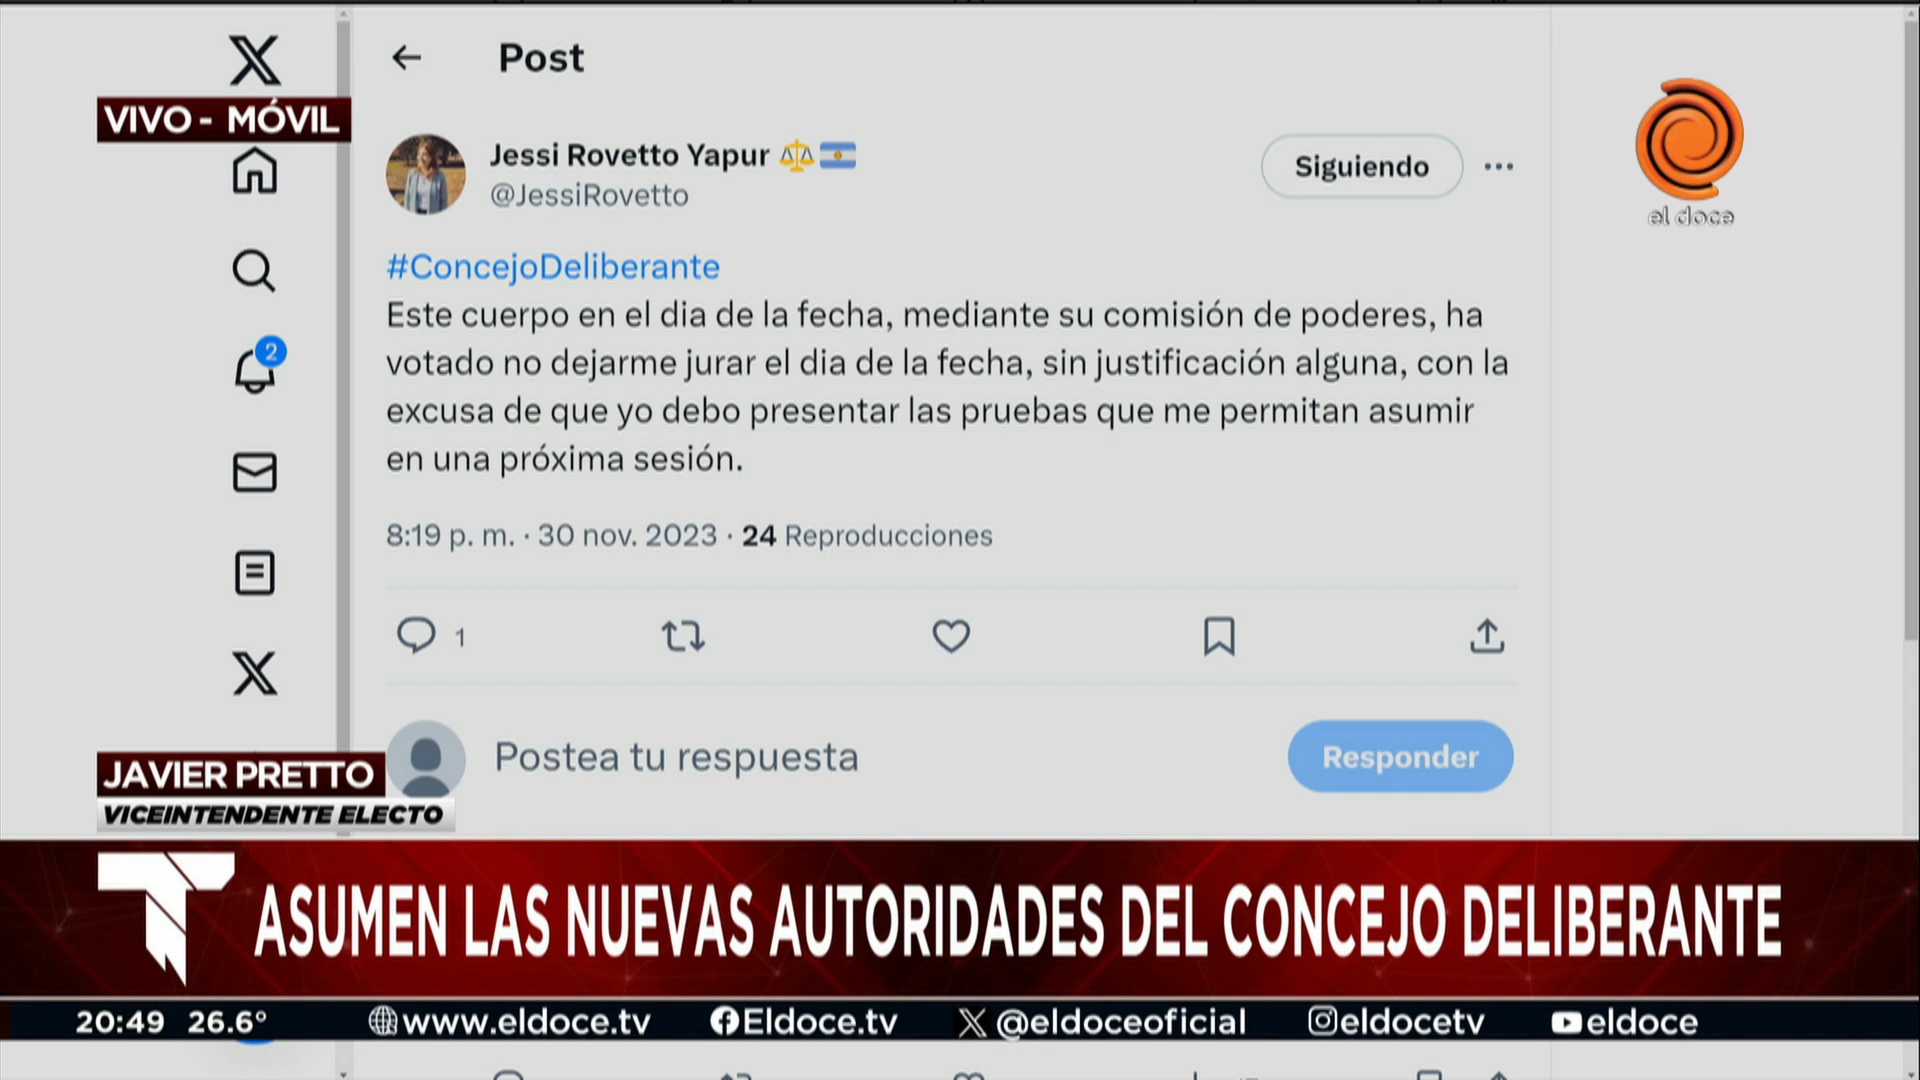 Post
VIVO - MÓVIL
Jessi Rovetto Yapur
@JessiRovetto
Siguiendo
el doce
#ConcejoDeliberante
Este cuerpo en el dia de la fecha, mediante su comisión de poderes, ha
votado no dejarme jurar el dia de la fecha, sin justificación alguna, con la
excusa de que yo debo presentar las pruebas que me permitan asumir
en una próxima sesión.
2
8:19 p. m. · 30 nov. 2023 · 24 Reproducciones
1
Postea tu respuesta
Responder
JAVIER PRETTO
VICEINTENDENTE ELECTO
ASUMEN LAS NUEVAS AUTORIDADES DEL CONCEJO DELIBERANTE
20:49 26.6° www.eldoce.tv Eldoce.tv @eldoceoficial eldocetv eldoce